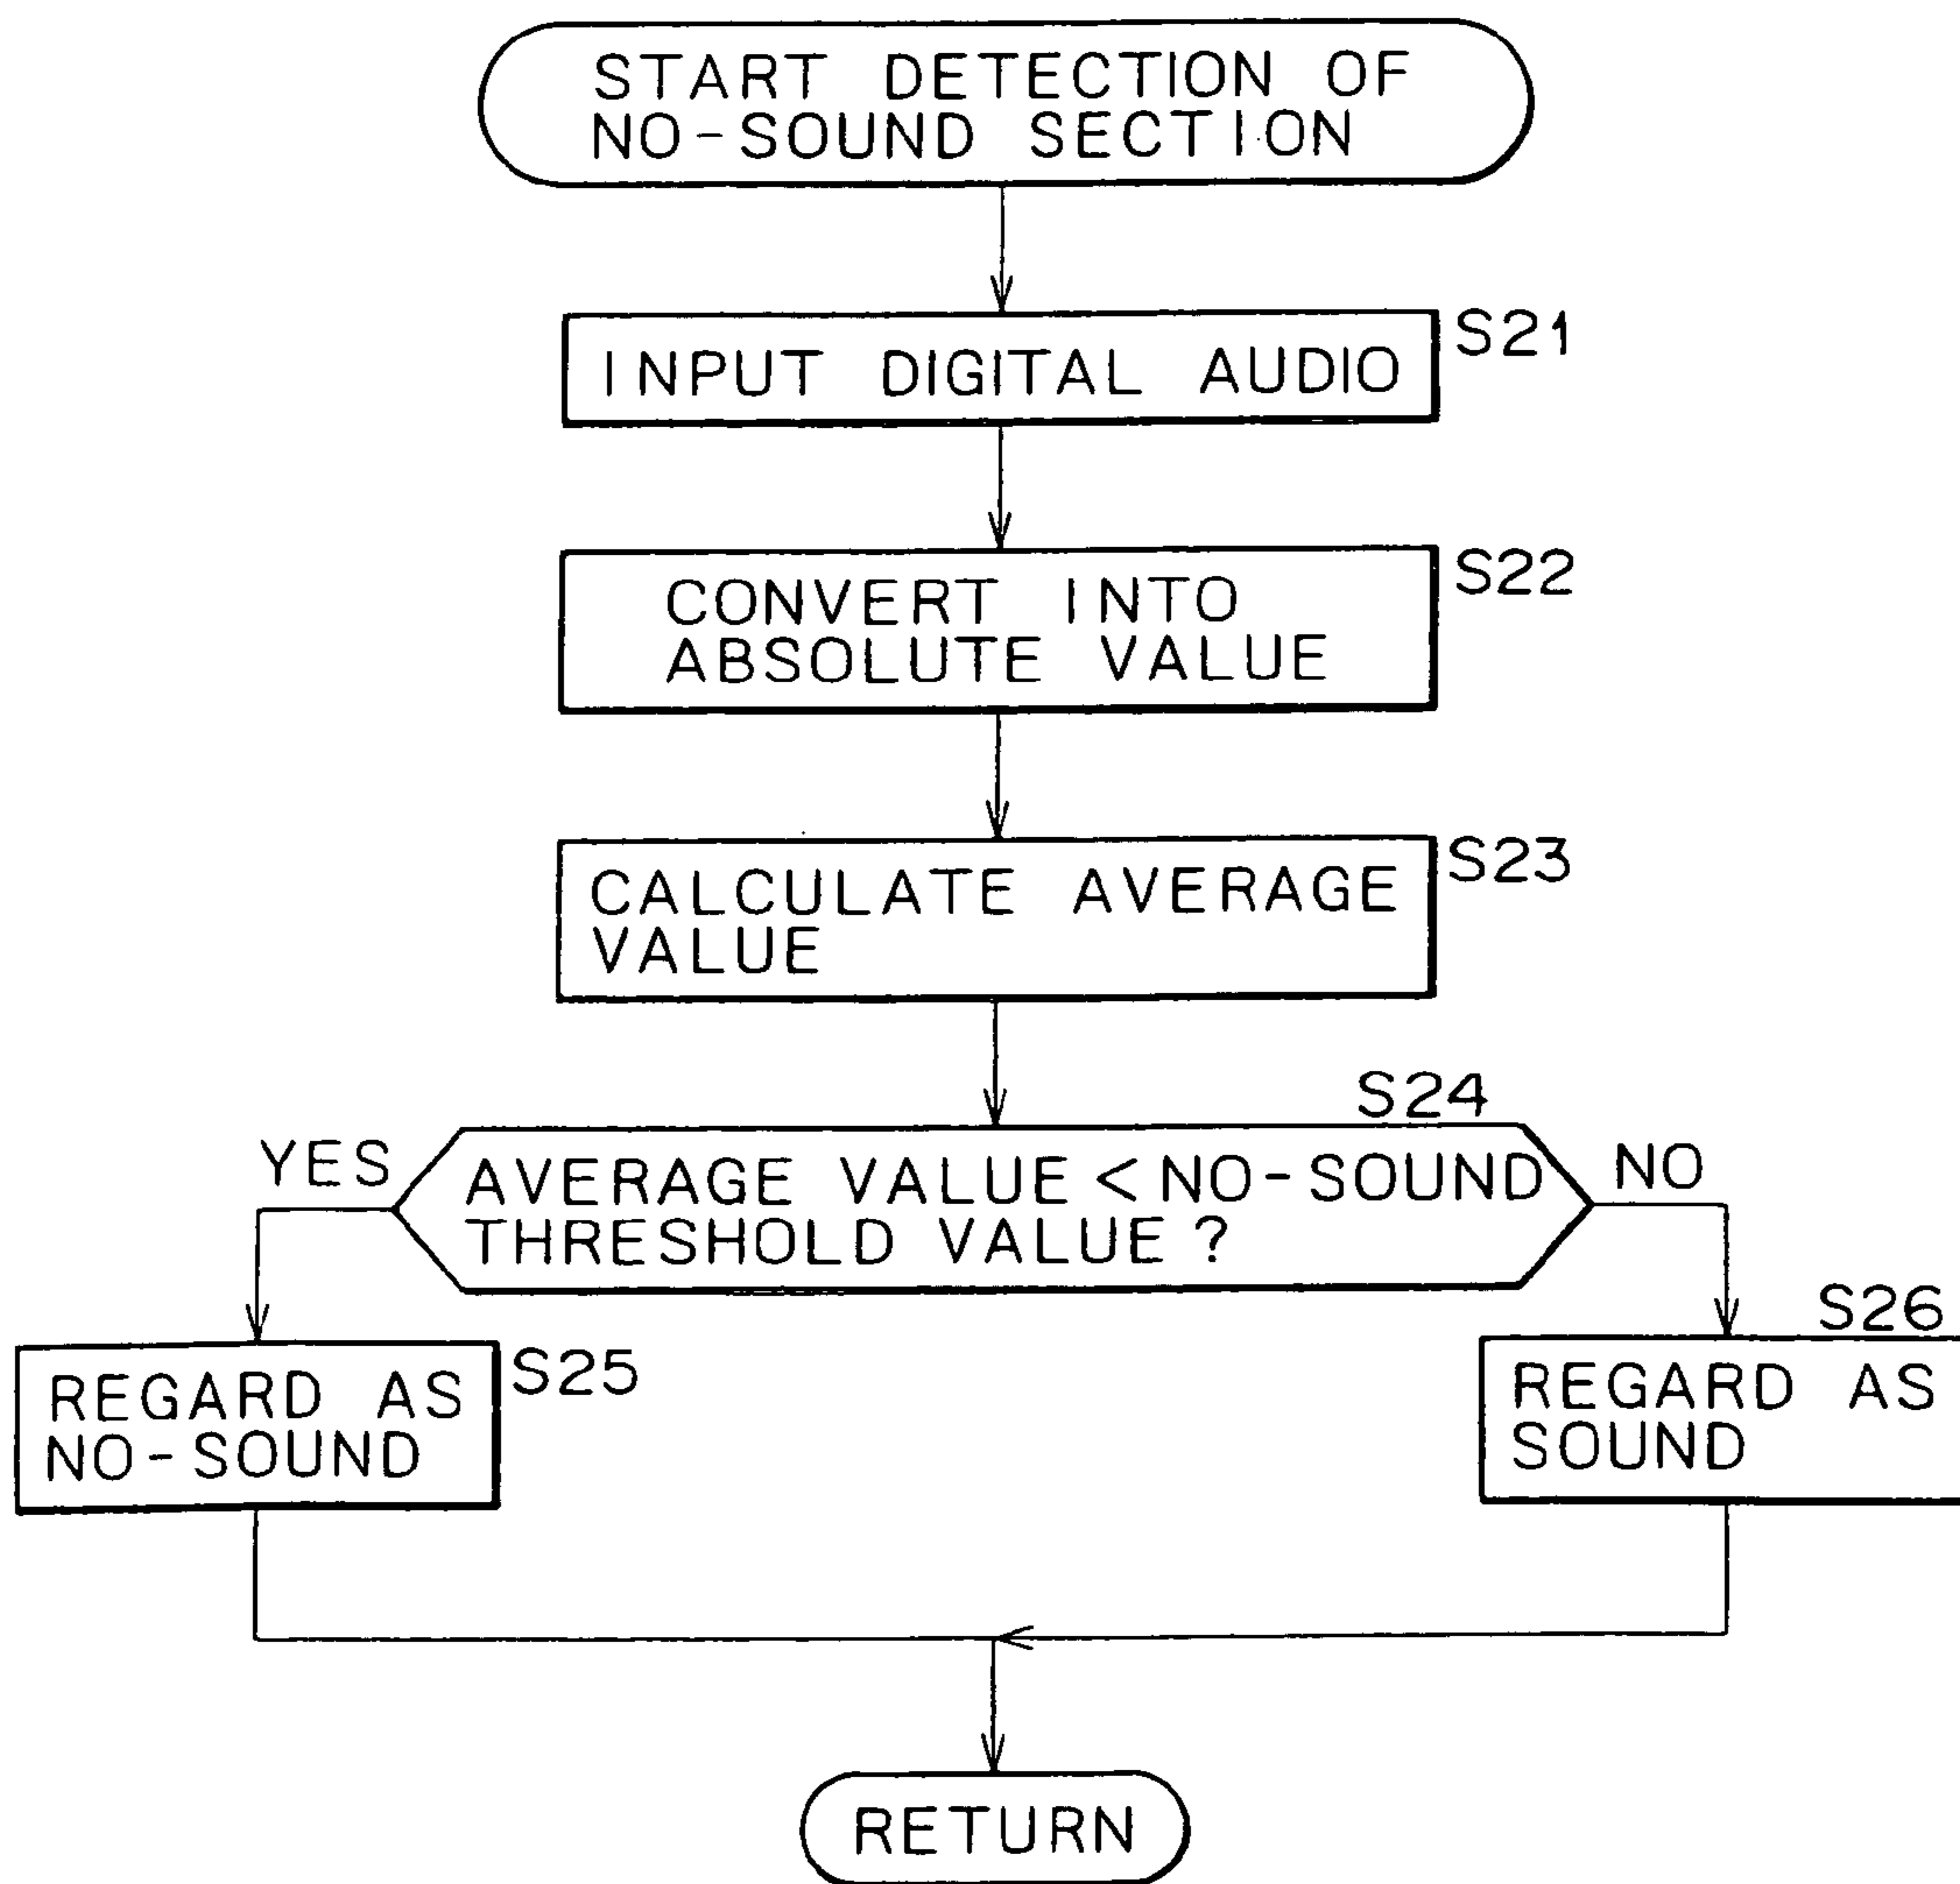 START DETECTION OF
NO-SOUND SECTION
INPUT DIGITAL AUDIO
S21
CONVERT INTO
ABSOLUTE VALUE
S22
CALCULATE AVERAGE
VALUE
S23
S24
YES
AVERAGE VALUE < NO-SOUND
THRESHOLD VALUE ?
NO
REGARD AS
NO-SOUND
S25
S26
REGARD AS
SOUND
RETURN